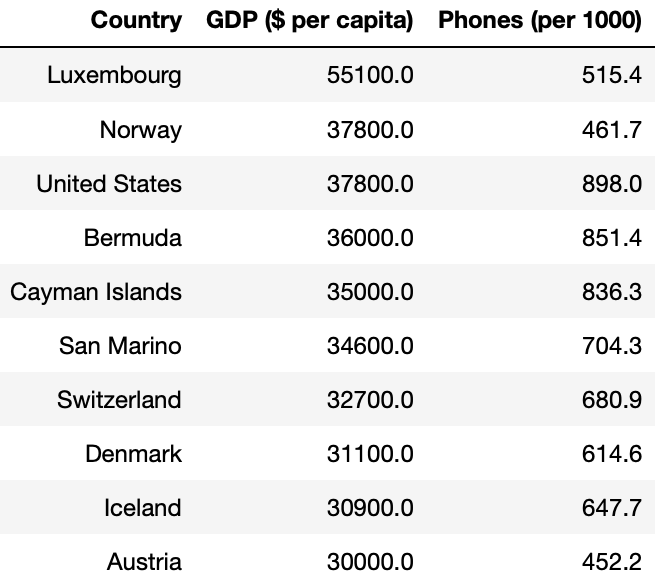 Country GDP ($ per capita) Phones (per 1000)
Luxembourg 55100.0 515.4
Norway 37800.0 461.7
United States 37800.0 898.0
Bermuda 36000.0 851.4
Cayman Islands 35000.0 836.3
San Marino 34600.0 704.3
Switzerland 32700.0 680.9
Denmark 31100.0 614.6
Iceland 30900.0 647.7
Austria 30000.0 452.2